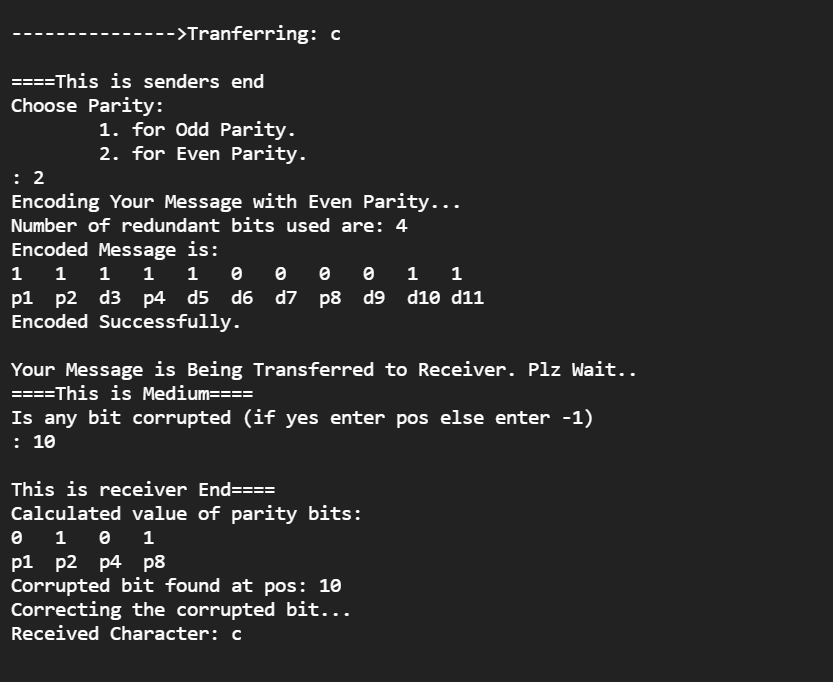 --------------->Tranferring: c
====This is senders end
Choose Parity:
1. for Odd Parity.
2. for Even Parity.
: 2
Encoding Your Message with Even Parity...
Number of redundant bits used are: 4
Encoded Message is:
1 1 1 1 1 0 0 0 0 1 1
p1 p2 d3 p4 d5 d6 d7 p8 d9 d10 d11
Encoded Successfully.
Your Message is Being Transferred to Receiver. Plz Wait..
====This is Medium====
Is any bit corrupted (if yes enter pos else enter -1)
: 10
This is receiver End====
Calculated value of parity bits:
0 1 0 1
p1 p2 p4 p8
Corrupted bit found at pos: 10
Correcting the corrupted bit...
Received Character: c